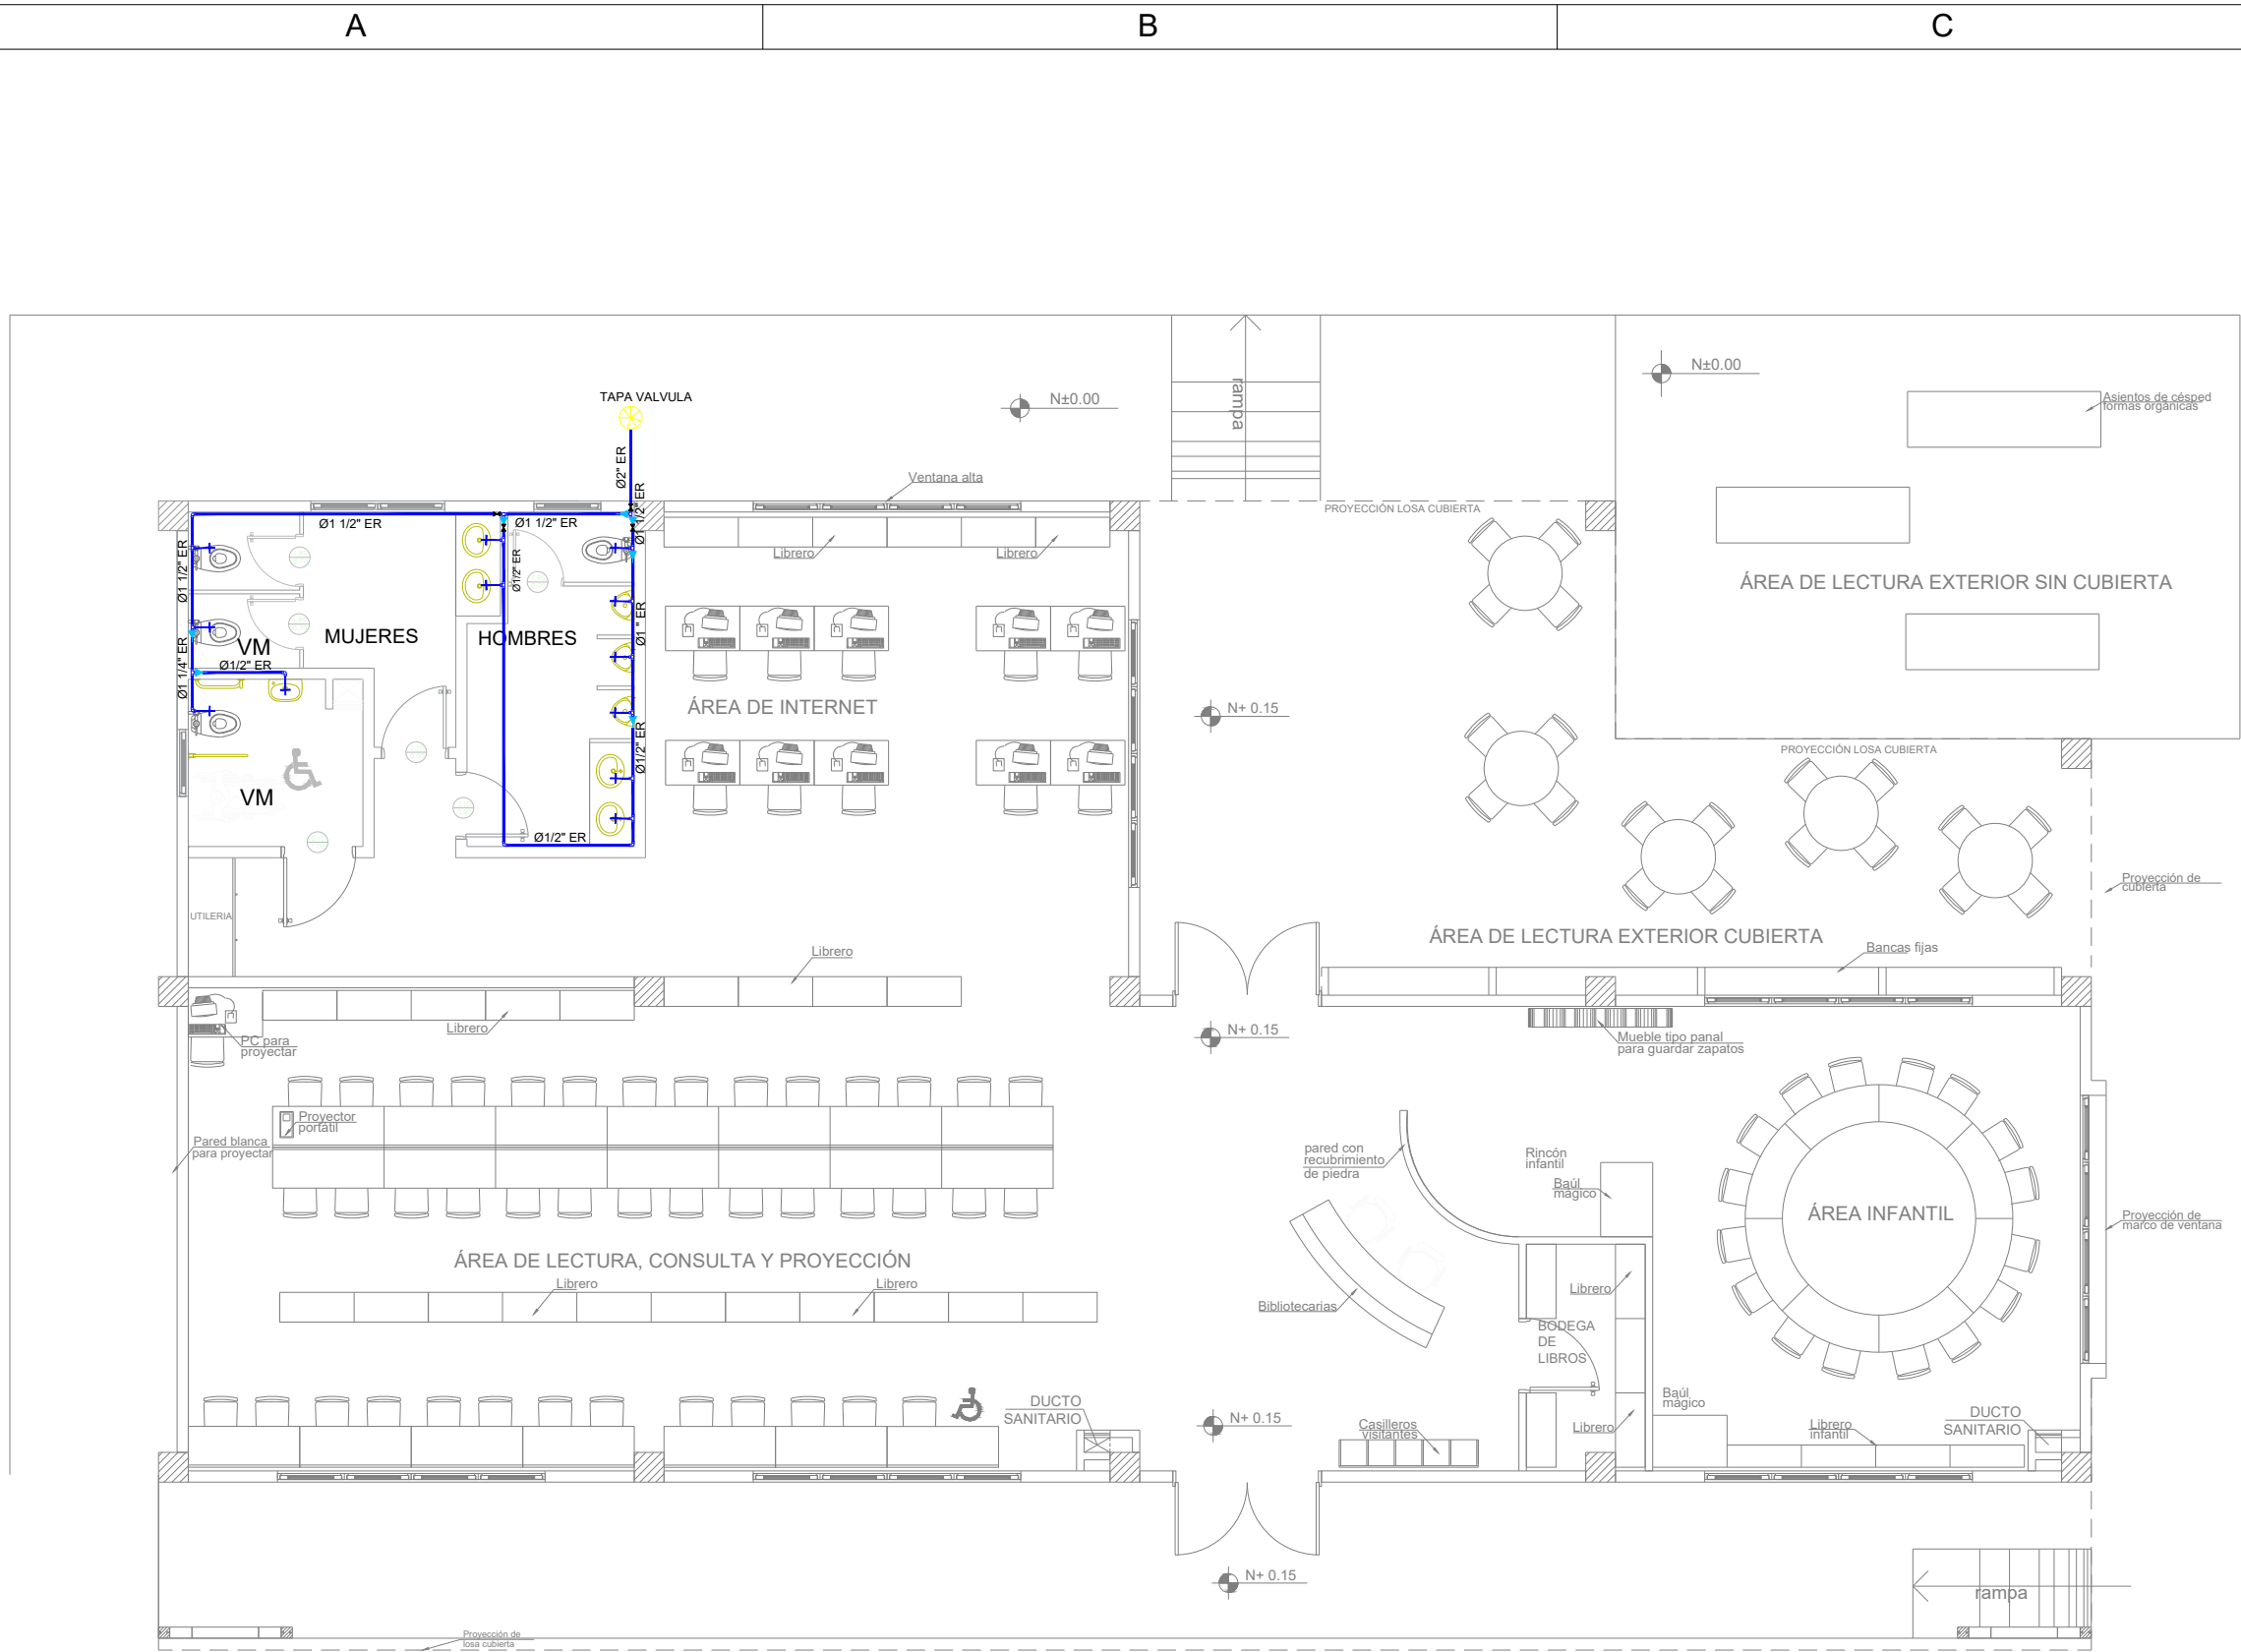 A
B
C
TAPA VALVULA
N±0.00
N±0.00
rampa
Asientos de césped
formas orgánicas
Ø2" ER
Ventana alta
Ø1 1/2" ER
PROYECCIÓN LOSA CUBIERTA
Ø1 1/2" ER
Ø1 1/2" ER
Librero
Librero
Ø1 1/2" ER
Ø1/2" ER
ÁREA DE LECTURA EXTERIOR SIN CUBIERTA
MUJERES
HOMBRES
Ø1 " ER
VM
Ø1/2" ER
Ø1 1/4" ER
ÁREA DE INTERNET
N+ 0.15
Ø1/2" ER
PROYECCIÓN LOSA CUBIERTA
VM
Ø1/2" ER
Proyección de
cubierta
UTILERIA
ÁREA DE LECTURA EXTERIOR CUBIERTA
Librero
Bancas fijas
Librero
N+ 0.15
PC para
proyectar
Mueble tipo panal
para guardar zapatos
Proyector
portátil
Pared blanca
para proyectar
pared con
recubrimiento
de piedra
Rincón
infantil
Baúl
mágico
ÁREA INFANTIL
Proyección de
marco de ventana
ÁREA DE LECTURA, CONSULTA Y PROYECCIÓN
Librero
Librero
Librero
Bibliotecarias
BODEGA
DE
LIBROS
Baúl
mágico
DUCTO
SANITARIO
N+ 0.15
Casilleros
visitantes
Librero
Librero
infantil
DUCTO
SANITARIO
N+ 0.15
rampa
Proyección de
losa cubierta